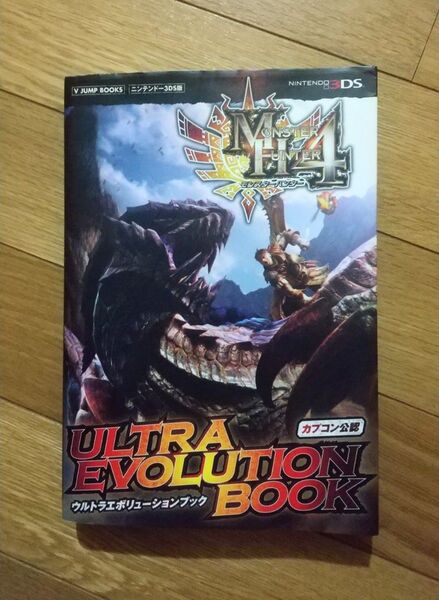 V JUMP BOOKS ニンテンドー3DS版
NINTENDO 3DS
MONSTER
HUNTER 4
モンスターハンター
カプコン公認
ULTRA
EVOLUTION
BOOK
ウルトラエボリューションブック